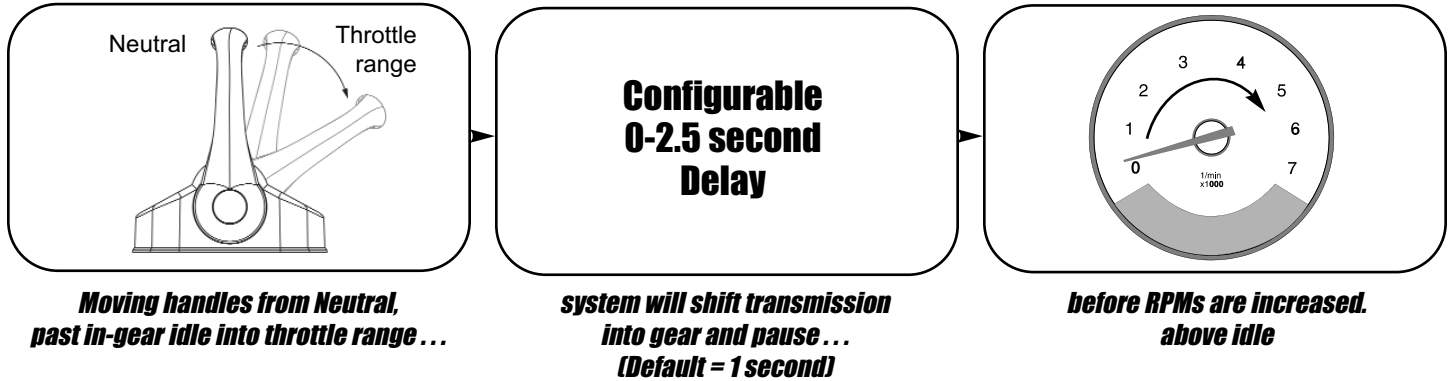 Neutral
Throttle
range
Moving handles from Neutral,
past in-gear idle into throttle range . . .
Configurable
0-2.5 second
Delay
system will shift transmission
into gear and pause . . .
(Default = 1 second)
0
1
2
3
4
5
6
7
1/min
x1000
before RPMs are increased.
above idle